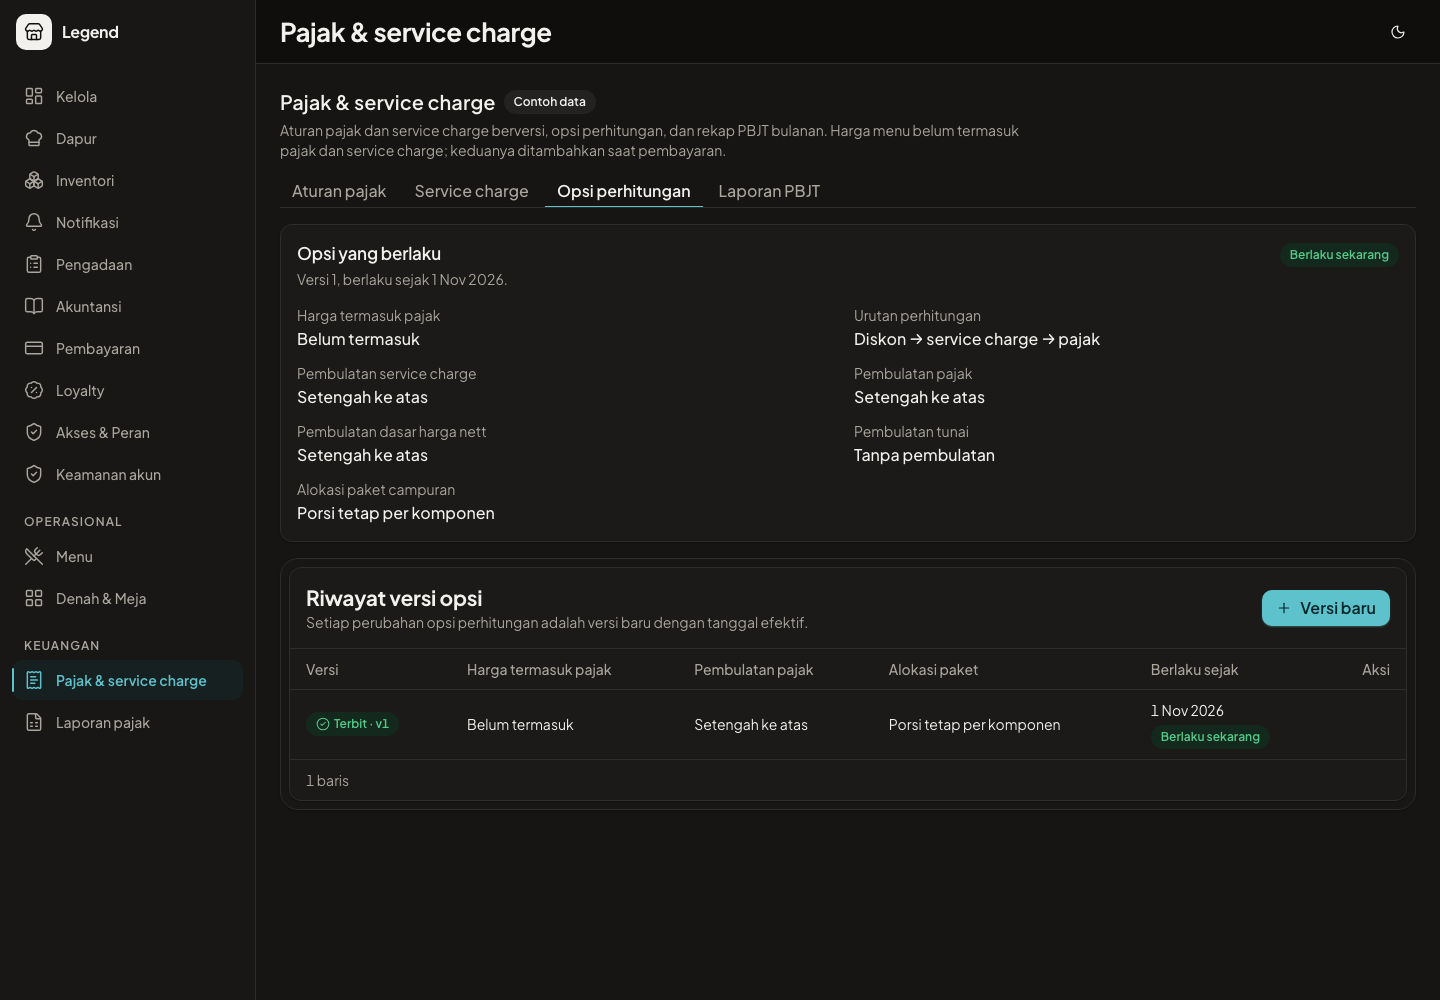 Legend
Kelola
Dapur
Inventori
Notifikasi
Pengadaan
Akuntansi
Pembayaran
Loyalty
Akses & Peran
Keamanan akun
OPERASIONAL
Menu
Denah & Meja
KEUANGAN
Pajak & service charge
Laporan pajak
Pajak & service charge
Pajak & service charge Contoh data
Aturan pajak dan service charge berversi, opsi perhitungan, dan rekap PBJT bulanan. Harga menu belum termasuk
pajak dan service charge; keduanya ditambahkan saat pembayaran.
Aturan pajak Service charge Opsi perhitungan Laporan PBJT
Opsi yang berlaku Berlaku sekarang
Versi 1, berlaku sejak 1 Nov 2026.
Harga termasuk pajak Urutan perhitungan
Belum termasuk Diskon → service charge → pajak
Pembulatan service charge Pembulatan pajak
Setengah ke atas Setengah ke atas
Pembulatan dasar harga nett Pembulatan tunai
Setengah ke atas Tanpa pembulatan
Alokasi paket campuran
Porsi tetap per komponen
Riwayat versi opsi
Setiap perubahan opsi perhitungan adalah versi baru dengan tanggal efektif.
+ Versi baru
Versi Harga termasuk pajak Pembulatan pajak Alokasi paket Berlaku sejak Aksi
Terbit · v1 Belum termasuk Setengah ke atas Porsi tetap per komponen 1 Nov 2026
Berlaku sekarang
1 baris